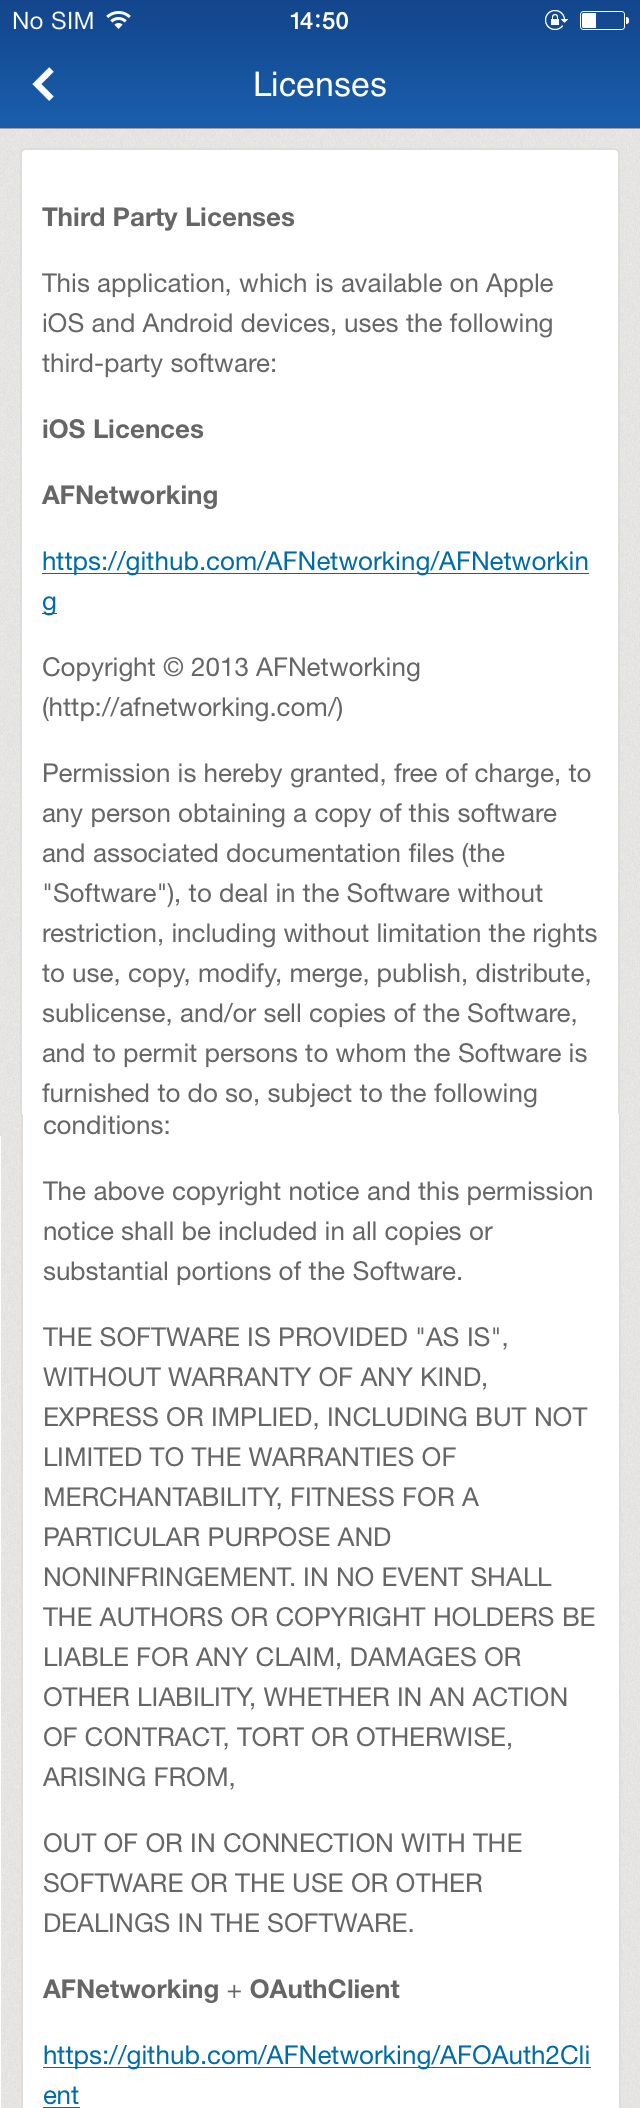 No SIM 14:50
Licenses
Third Party Licenses
This application, which is available on Apple
iOS and Android devices, uses the following
third-party software:
iOS Licences
AFNetworking
https://github.com/AFNetworking/AFNetworkin
g
Copyright © 2013 AFNetworking
(http://afnetworking.com/)
Permission is hereby granted, free of charge, to
any person obtaining a copy of this software
and associated documentation files (the
"Software"), to deal in the Software without
restriction, including without limitation the rights
to use, copy, modify, merge, publish, distribute,
sublicense, and/or sell copies of the Software,
and to permit persons to whom the Software is
furnished to do so, subject to the following
conditions:
The above copyright notice and this permission
notice shall be included in all copies or
substantial portions of the Software.
THE SOFTWARE IS PROVIDED "AS IS",
WITHOUT WARRANTY OF ANY KIND,
EXPRESS OR IMPLIED, INCLUDING BUT NOT
LIMITED TO THE WARRANTIES OF
MERCHANTABILITY, FITNESS FOR A
PARTICULAR PURPOSE AND
NONINFRINGEMENT. IN NO EVENT SHALL
THE AUTHORS OR COPYRIGHT HOLDERS BE
LIABLE FOR ANY CLAIM, DAMAGES OR
OTHER LIABILITY, WHETHER IN AN ACTION
OF CONTRACT, TORT OR OTHERWISE,
ARISING FROM,
OUT OF OR IN CONNECTION WITH THE
SOFTWARE OR THE USE OR OTHER
DEALINGS IN THE SOFTWARE.
AFNetworking + OAuthClient
https://github.com/AFNetworking/AFOAuth2Cli
ent